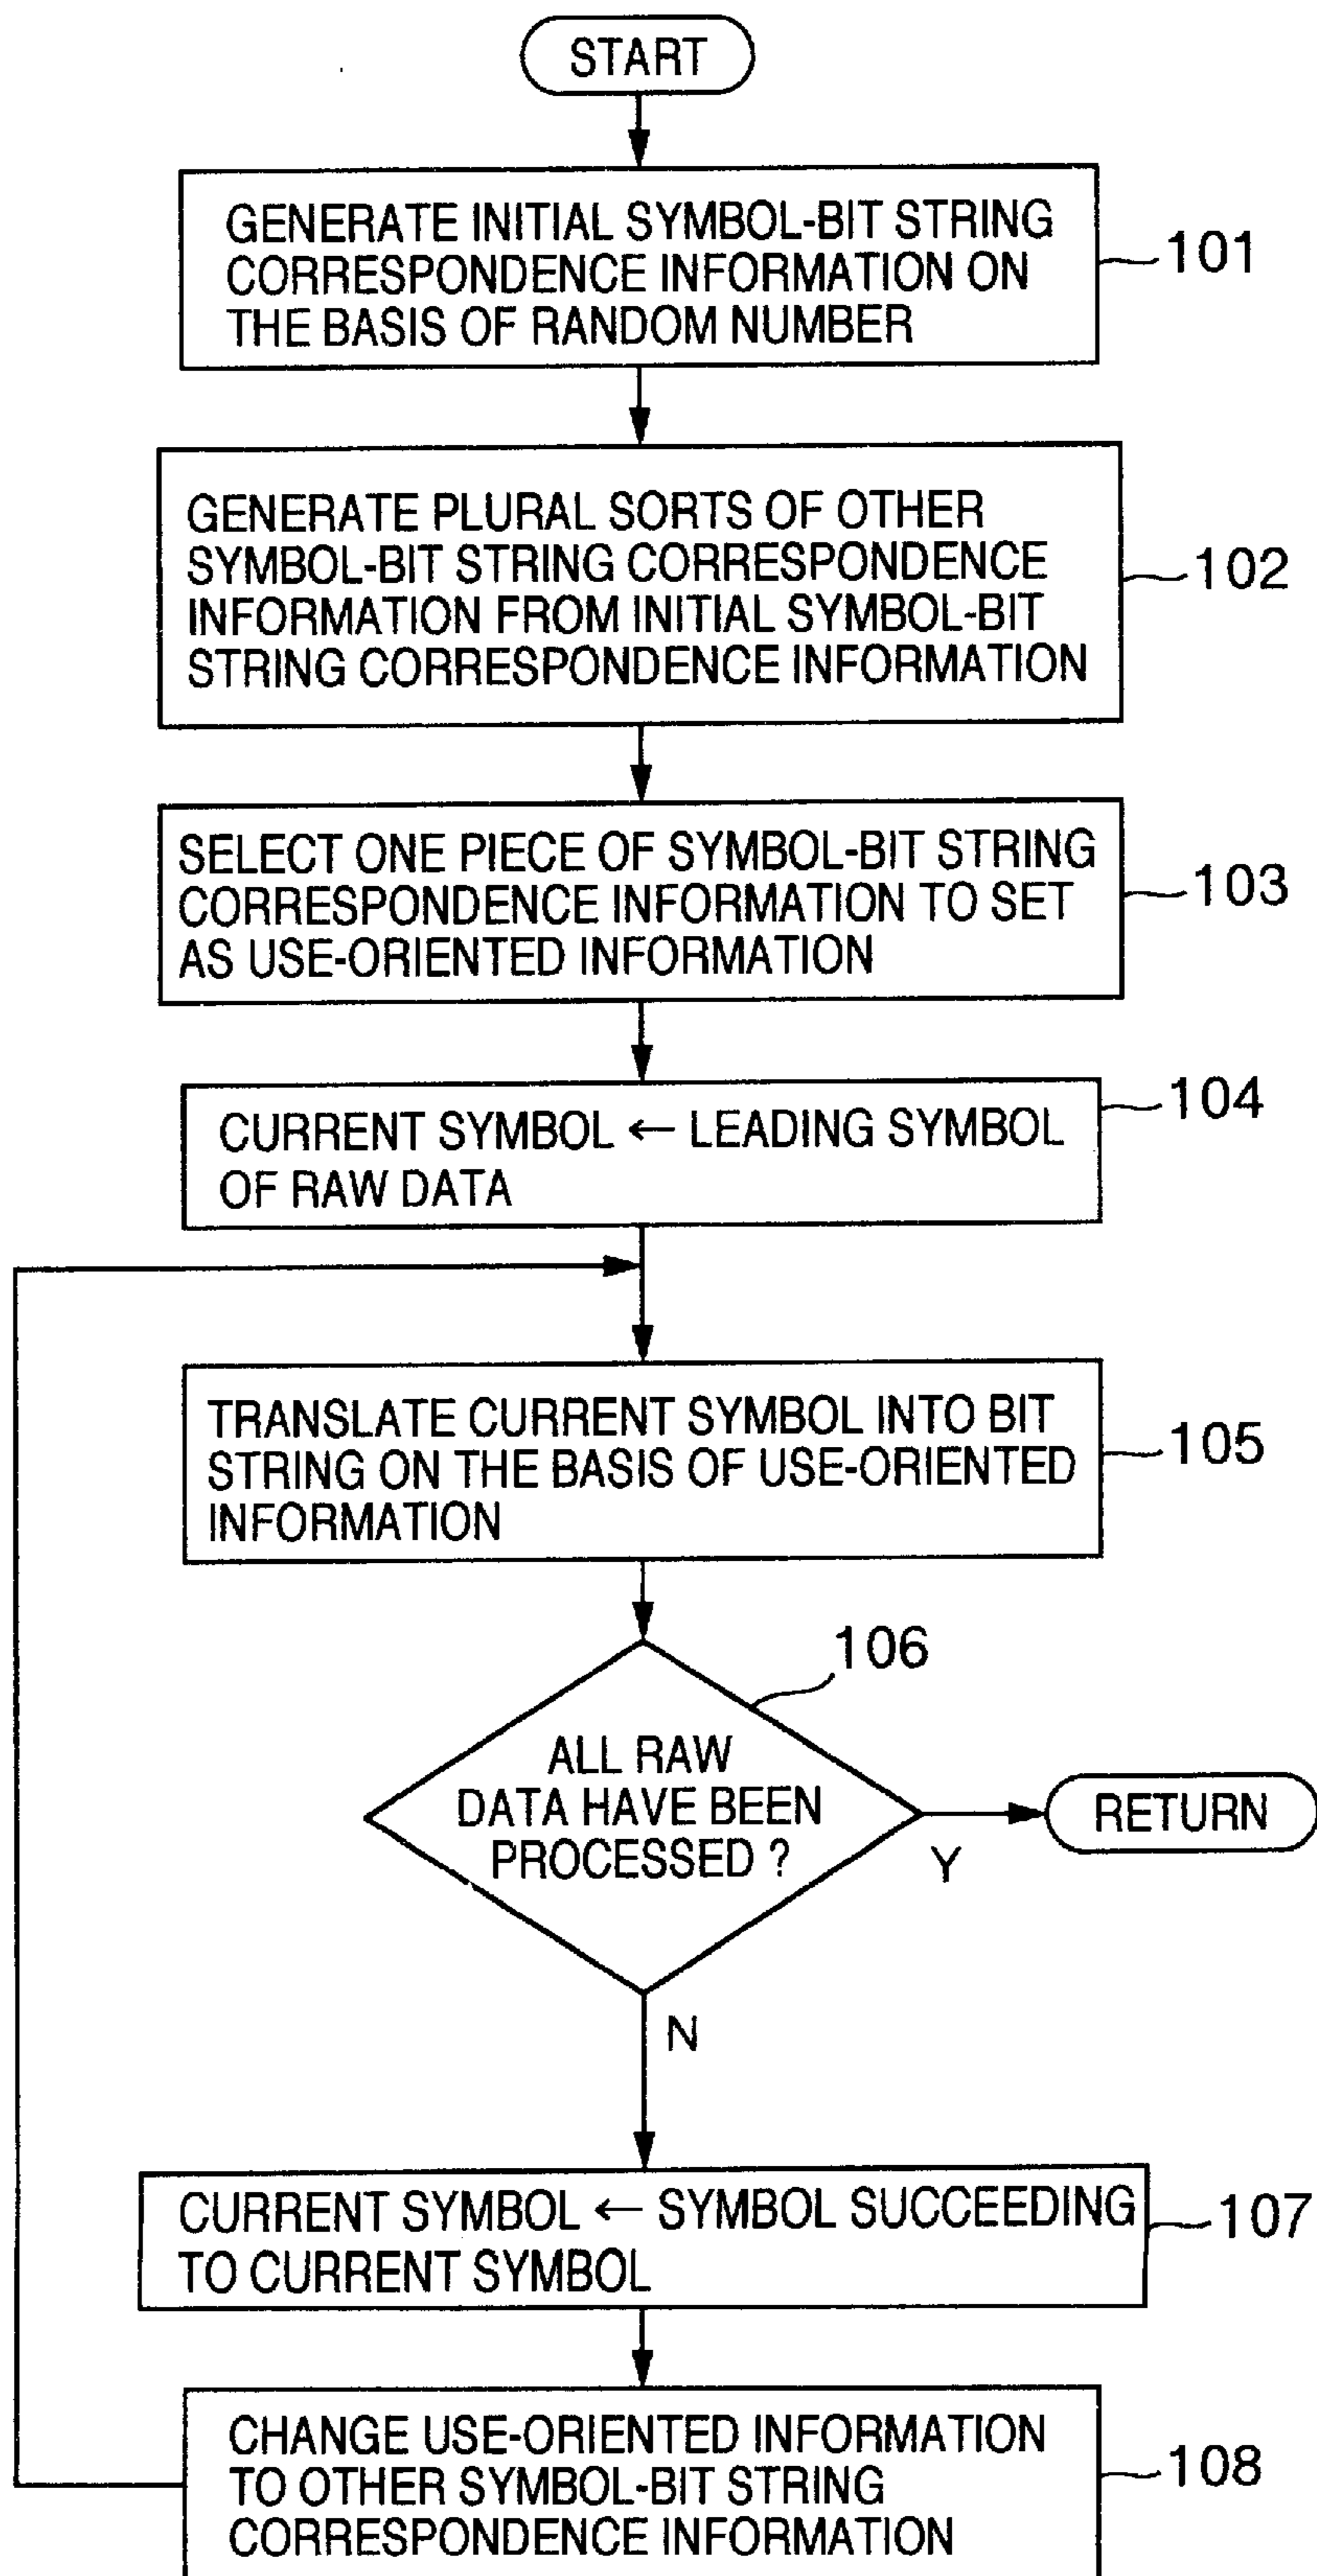 START
GENERATE INITIAL SYMBOL-BIT STRING
CORRESPONDENCE INFORMATION ON
THE BASIS OF RANDOM NUMBER
101
GENERATE PLURAL SORTS OF OTHER
SYMBOL-BIT STRING CORRESPONDENCE
INFORMATION FROM INITIAL SYMBOL-BIT
STRING CORRESPONDENCE INFORMATION
102
SELECT ONE PIECE OF SYMBOL-BIT STRING
CORRESPONDENCE INFORMATION TO SET
AS USE-ORIENTED INFORMATION
103
CURRENT SYMBOL ← LEADING SYMBOL
OF RAW DATA
104
TRANSLATE CURRENT SYMBOL INTO BIT
STRING ON THE BASIS OF USE-ORIENTED
INFORMATION
105
106
ALL RAW
DATA HAVE BEEN
PROCESSED ?
Y
RETURN
N
CURRENT SYMBOL ← SYMBOL SUCCEEDING
TO CURRENT SYMBOL
107
CHANGE USE-ORIENTED INFORMATION
TO OTHER SYMBOL-BIT STRING
CORRESPONDENCE INFORMATION
108